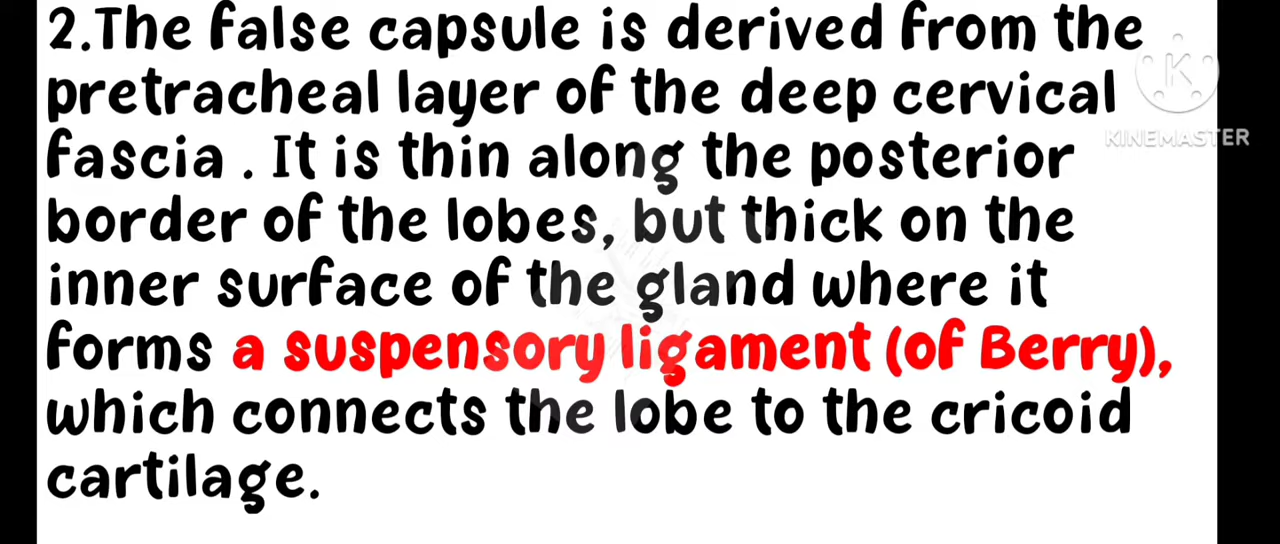 2.The false capsule is derived from the
pretracheal layer of the deep cervical
fascia . It is thin along the posterior
border of the lobes, but thick on the
inner surface of the gland where it
forms a suspensory ligament (of Berry),
which connects the lobe to the cricoid
cartilage.
K
KINEMASTER